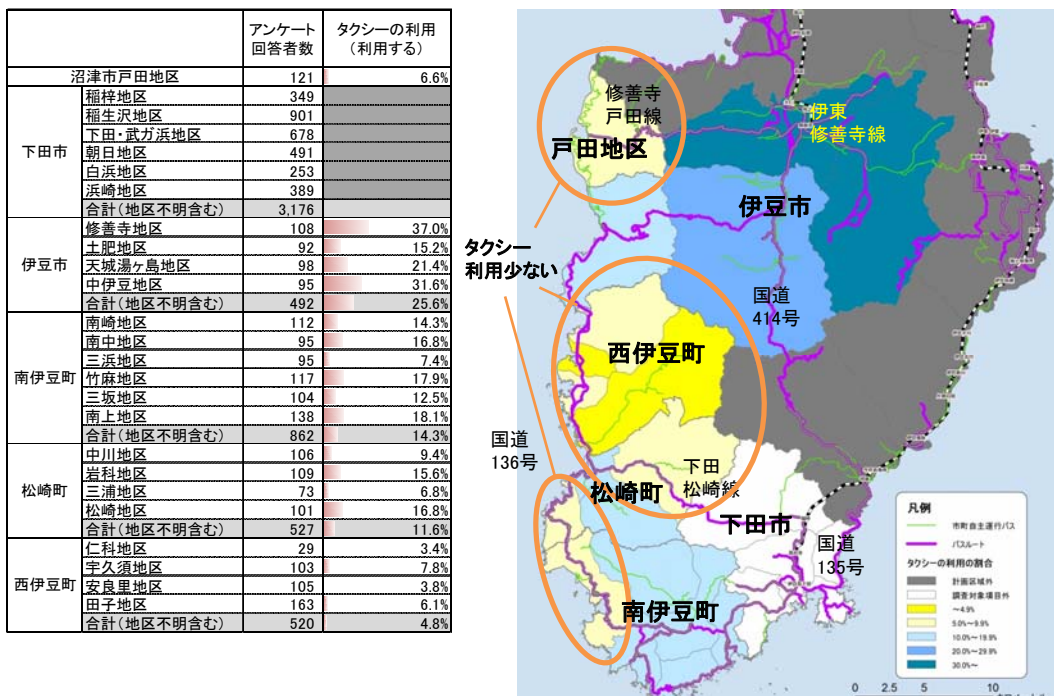 アンケート
回答者数
タクシーの利用
(利用する)
沼津市戸田地区 121 6.6%
下田市
稲梓地区 349
稲生沢地区 901
下田・武ガ浜地区 678
朝日地区 491
白浜地区 253
浜崎地区 389
合計(地区不明含む) 3,176
伊豆市
修善寺地区 108 37.0%
土肥地区 92 15.2%
天城湯ヶ島地区 98 21.4%
中伊豆地区 95 31.6%
合計(地区不明含む) 492 25.6%
南伊豆町
南崎地区 112 14.3%
南中地区 95 16.8%
三浜地区 95 7.4%
竹麻地区 117 17.9%
三坂地区 104 12.5%
南上地区 138 18.1%
合計(地区不明含む) 862 14.3%
松崎町
中川地区 106 9.4%
岩科地区 109 15.6%
三浦地区 73 6.8%
松崎地区 101 16.8%
合計(地区不明含む) 527 11.6%
西伊豆町
仁科地区 29 3.4%
宇久須地区 103 7.8%
安良里地区 105 3.8%
田子地区 163 6.1%
合計(地区不明含む) 520 4.8%
修善寺
戸田線
戸田地区
伊東
修善寺線
伊豆市
タクシー
利用少ない
国道
414号
西伊豆町
国道
136号
下田
松崎線
松崎町
下田市
国道
135号
南伊豆町
凡例
市町自主運行バス
バスルート
タクシーの利用の割合
計画区域外
調査対象項目外
～4.9%
5.0%～9.9%
10.0%～19.9%
20.0%～29.9%
30.0%～
0 2.5 5 10